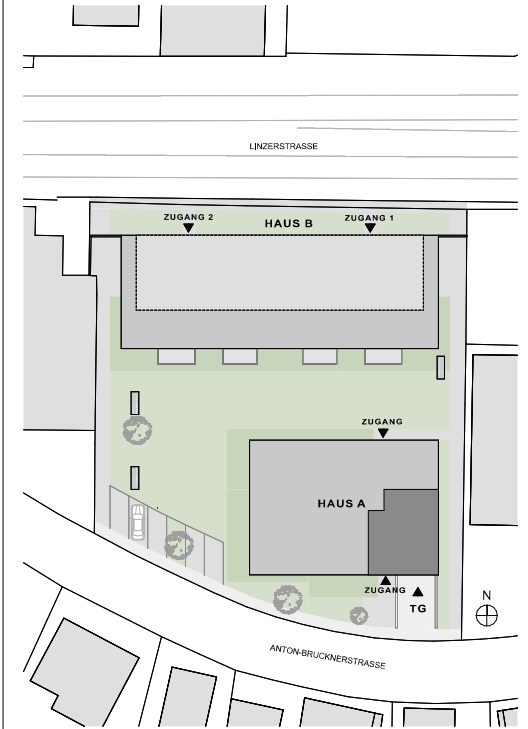 LINZERSTRASSE
ZUGANG 2
HAUS B
ZUGANG 1
ZUGANG
HAUS A
ZUGANG
TG
N
ANTON-BRUCKNERSTRASSE